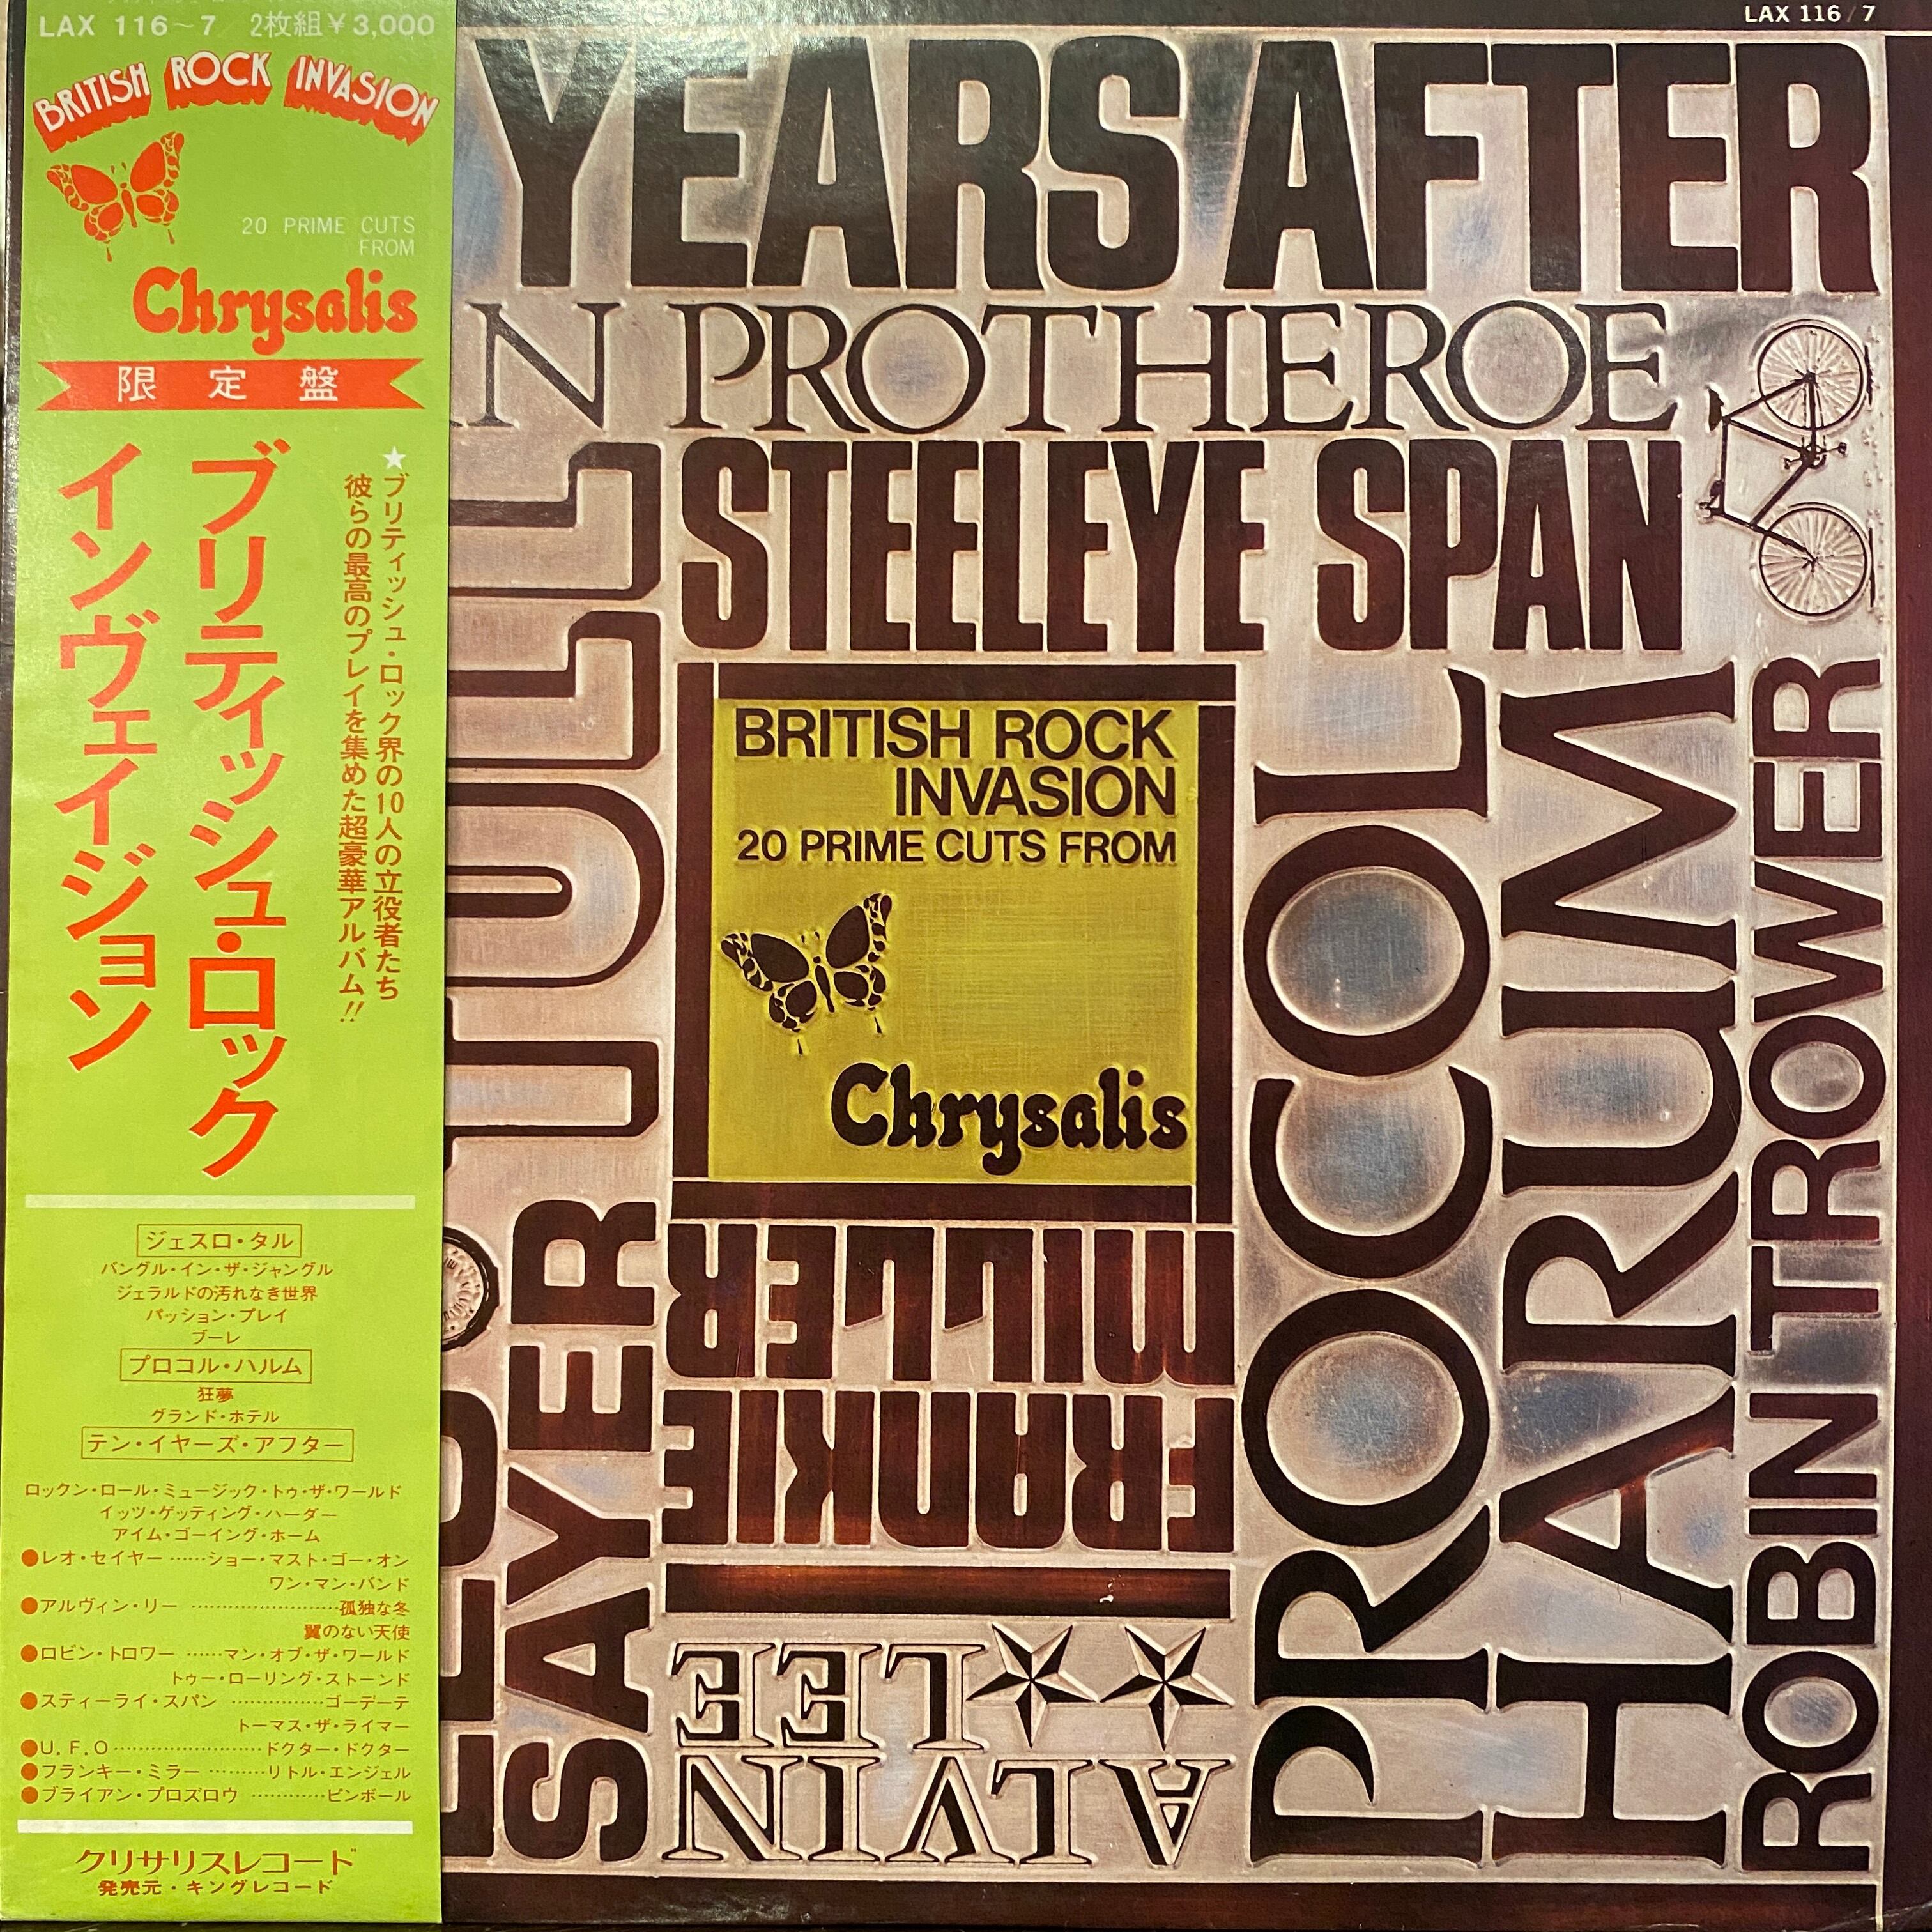 LAX 116~7 2枚組¥3,000
BRITISH ROCK INVASION
20 PRIME CUTS
FROM
Chrysalis
限定盤
★ブリティッシュ・ロック界の10人の立役者たち
彼らの最高のプレイを集めた超豪華アルバム!!
ブリティッシュ・ロック
インヴェイジョン
ジェスロ・タル
バングル・イン・ザ・ジャングル
ジェラルドの汚れなき世界
パッション・プレイ
ブーレ
プロコル・ハルム
狂夢
グランド・ホテル
テン・イヤーズ・アフター
ロックン・ロール・ミュージック・トゥ・ザ・ワールド
イッツ・ゲッティング・ハーダー
アイム・ゴーイング・ホーム
●レオ・セイヤー ……ショー・マスト・ゴー・オン
ワン・マン・バンド
●アルヴィン・リー ……………………孤独な冬
翼のない天使
●ロビン・トロワー ……マン・オブ・ザ・ワールド
トゥー・ローリング・ストーンド
●スティーライ・スパン ……………ゴーデーテ
トーマス・ザ・ライマー
●U.F.O……………………ドクター・ドクター
●フランキー・ミラー ………リトル・エンジェル
●ブライアン・プロズロウ …………ピンボール
クリサリスレコード
発売元・キングレコード
LAX 116/7
YEARS AFTER
N PROTHEROE
STEELEYE SPAN
TULL
BRITISH ROCK
INVASION
20 PRIME CUTS FROM
Chrysalis
SAYER
FRANKIE
MILLER
ALVIN
LEE
PROCOL
HARUM
ROBIN TROWER